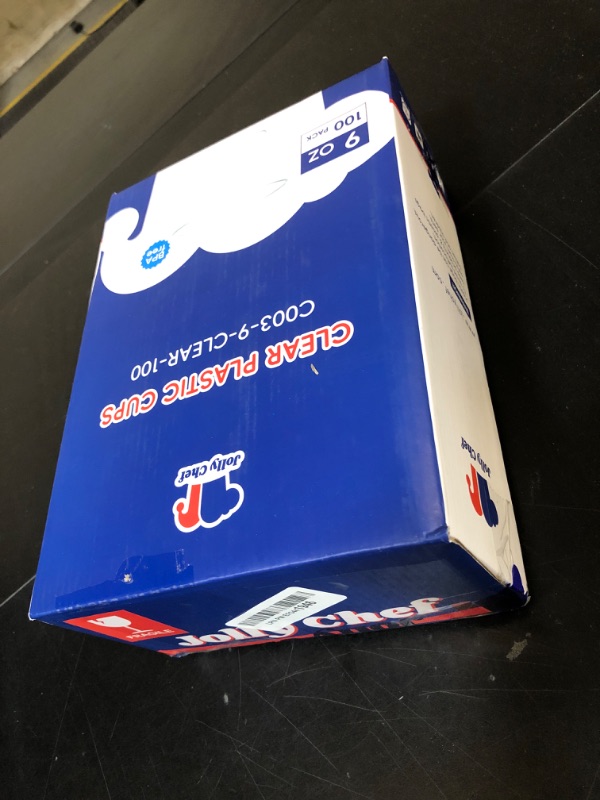 Jolly Chef
CLEAR PLASTIC CUPS
C003-9-CLEAR-100
BPA
free
9 OZ
100 PACK
Jolly Chef
FRAGILE
Jolly Chef